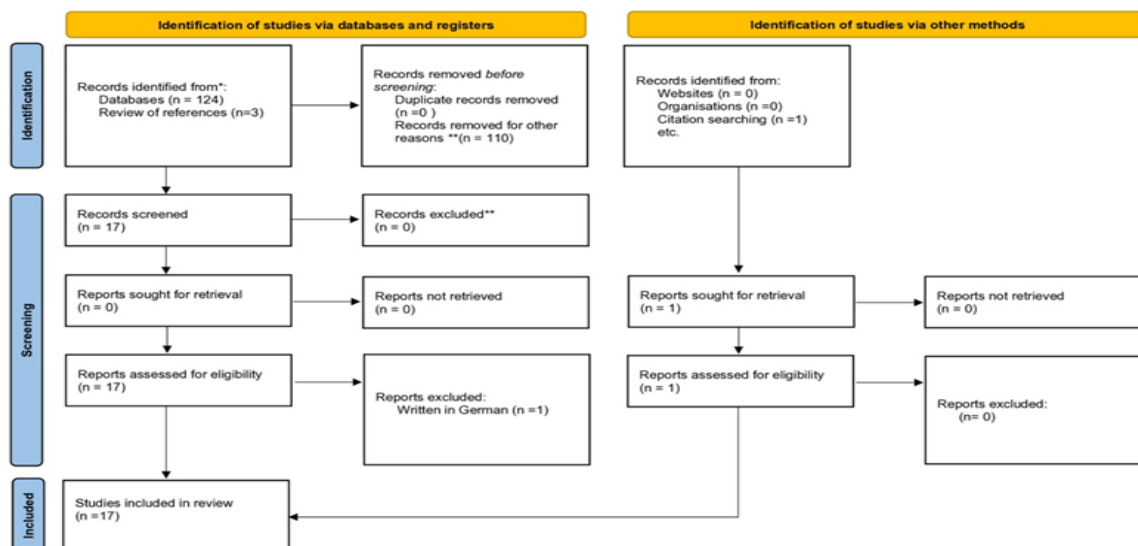 Identification of studies via databases and registers
Identification of studies via other methods
Identification
Records identified from*:
Databases (n = 124)
Review of references (n=3)
Records removed before
screening:
Duplicate records removed
(n =0 )
Records removed for other
reasons **(n = 110)
Records identified from:
Websites (n = 0)
Organisations (n =0)
Citation searching (n =1)
etc.
Screening
Records screened
(n = 17)
Records excluded**
(n = 0)
Reports sought for retrieval
(n = 0)
Reports not retrieved
(n = 0)
Reports sought for retrieval
(n = 1)
Reports not retrieved
(n = 0)
Reports assessed for eligibility
(n = 17)
Reports excluded:
Written in German (n =1)
Reports assessed for eligibility
(n = 1)
Reports excluded:
(n= 0)
Included
Studies included in review
(n =17)